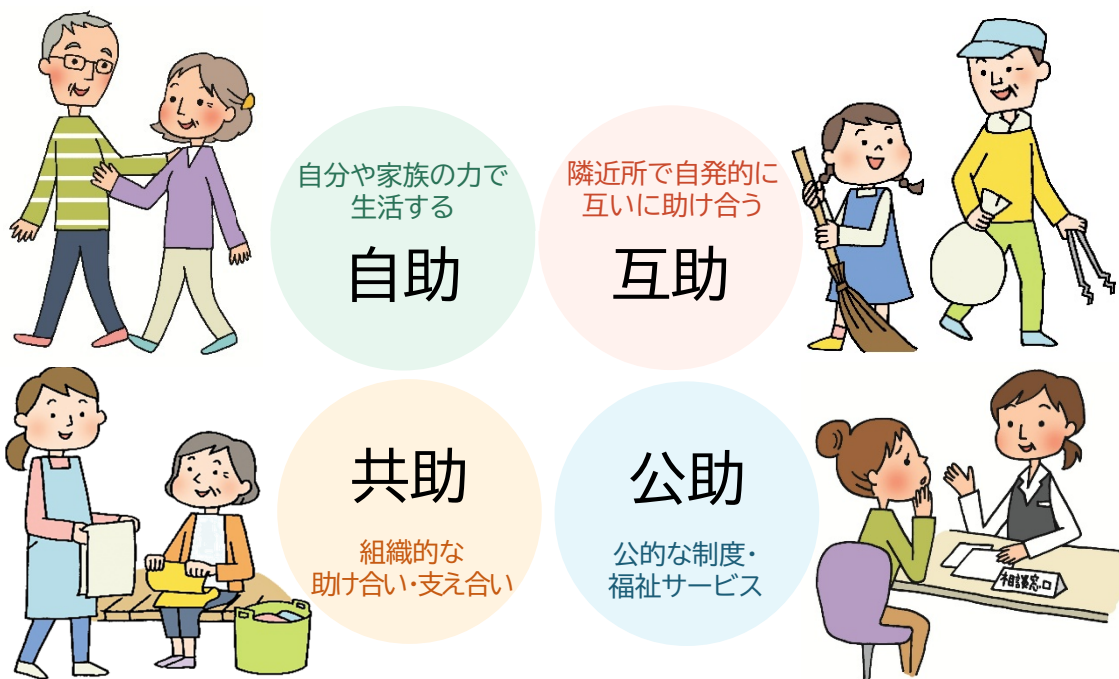 自分や家族の力で
生活する
自助
隣近所で自発的に
互いに助け合う
互助
共助
組織的な
助け合い・支え合い
公助
公的な制度・
福祉サービス
相談窓口